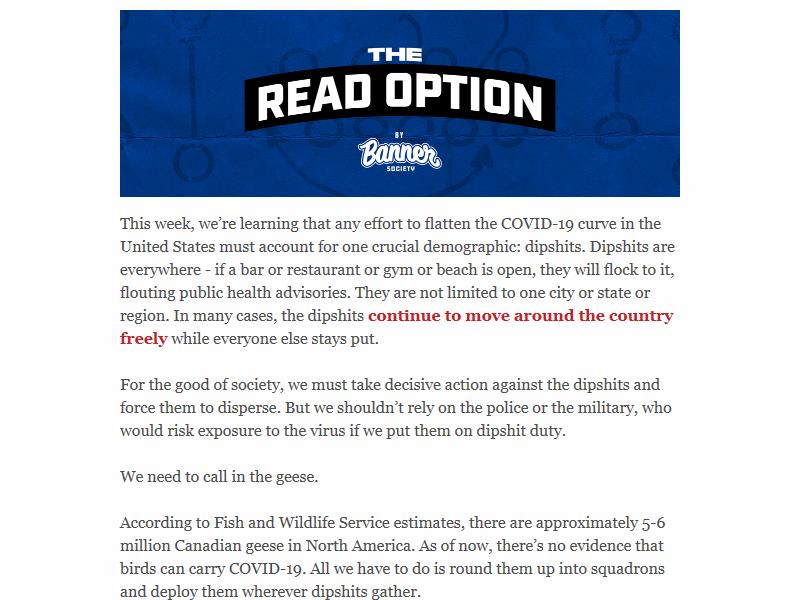 THE
READ OPTION
BY
Banner
SOCIETY
This week, we’re learning that any effort to flatten the COVID-19 curve in the
United States must account for one crucial demographic: dipshits. Dipshits are
everywhere - if a bar or restaurant or gym or beach is open, they will flock to it,
flouting public health advisories. They are not limited to one city or state or
region. In many cases, the dipshits continue to move around the country
freely while everyone else stays put.
For the good of society, we must take decisive action against the dipshits and
force them to disperse. But we shouldn’t rely on the police or the military, who
would risk exposure to the virus if we put them on dipshit duty.
We need to call in the geese.
According to Fish and Wildlife Service estimates, there are approximately 5-6
million Canadian geese in North America. As of now, there’s no evidence that
birds can carry COVID-19. All we have to do is round them up into squadrons
and deploy them wherever dipshits gather.